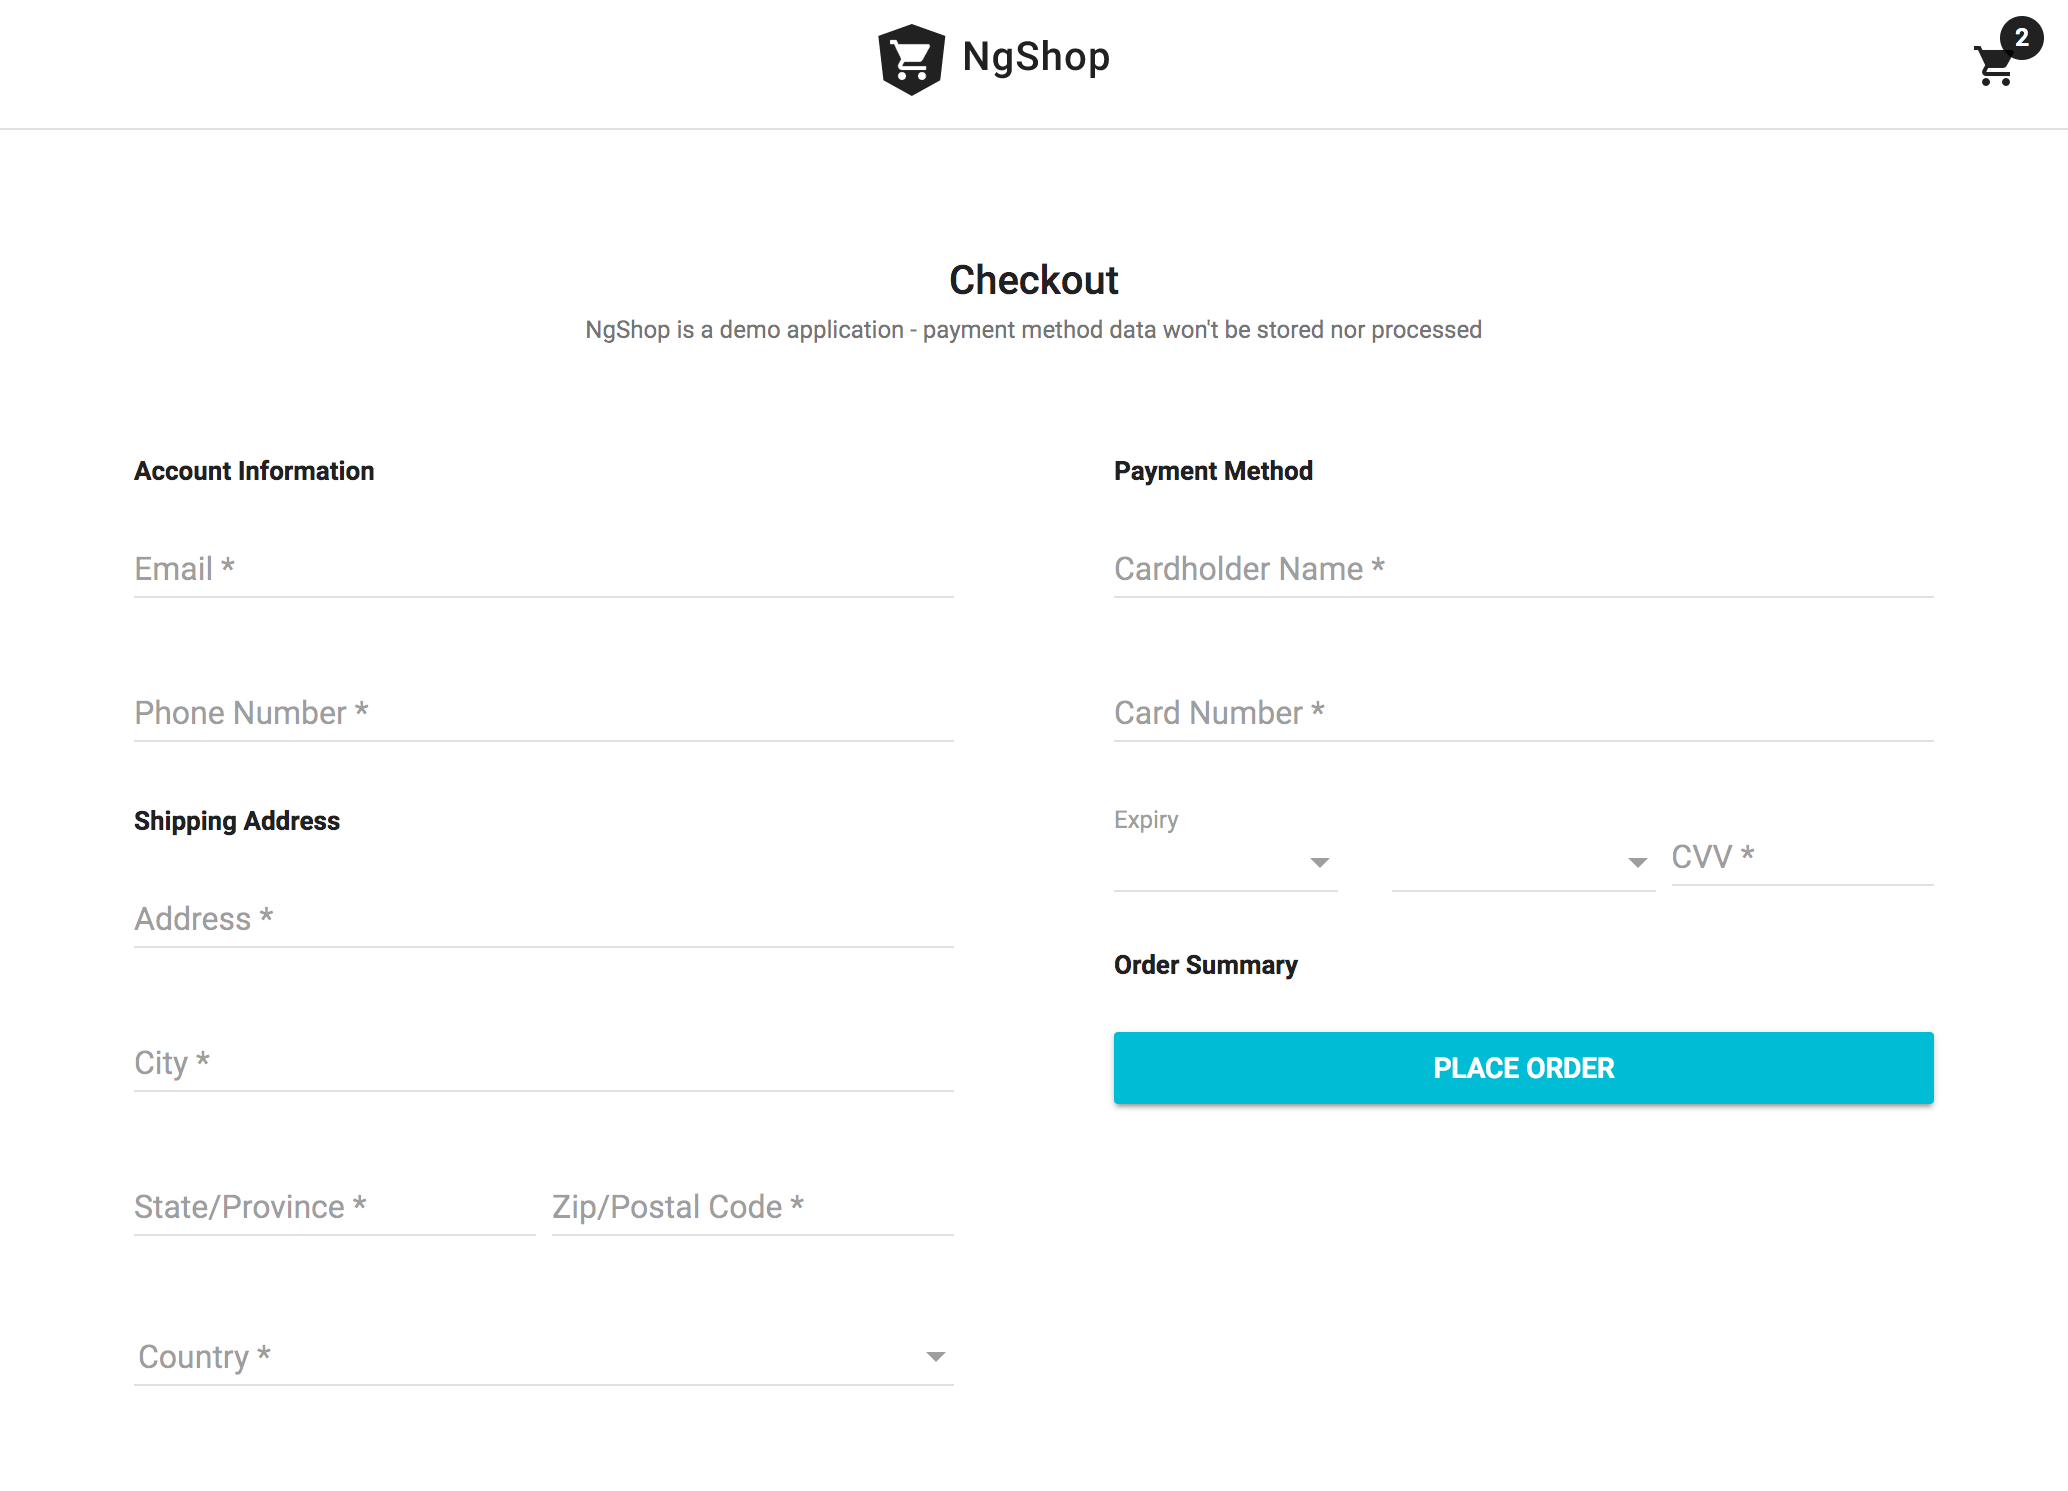 NgShop
2
Checkout
NgShop is a demo application - payment method data won't be stored nor processed
Account Information
Email *
Phone Number *
Shipping Address
Address *
City *
State/Province * Zip/Postal Code *
Country *
Payment Method
Cardholder Name *
Card Number *
Expiry
CVV *
Order Summary
PLACE ORDER